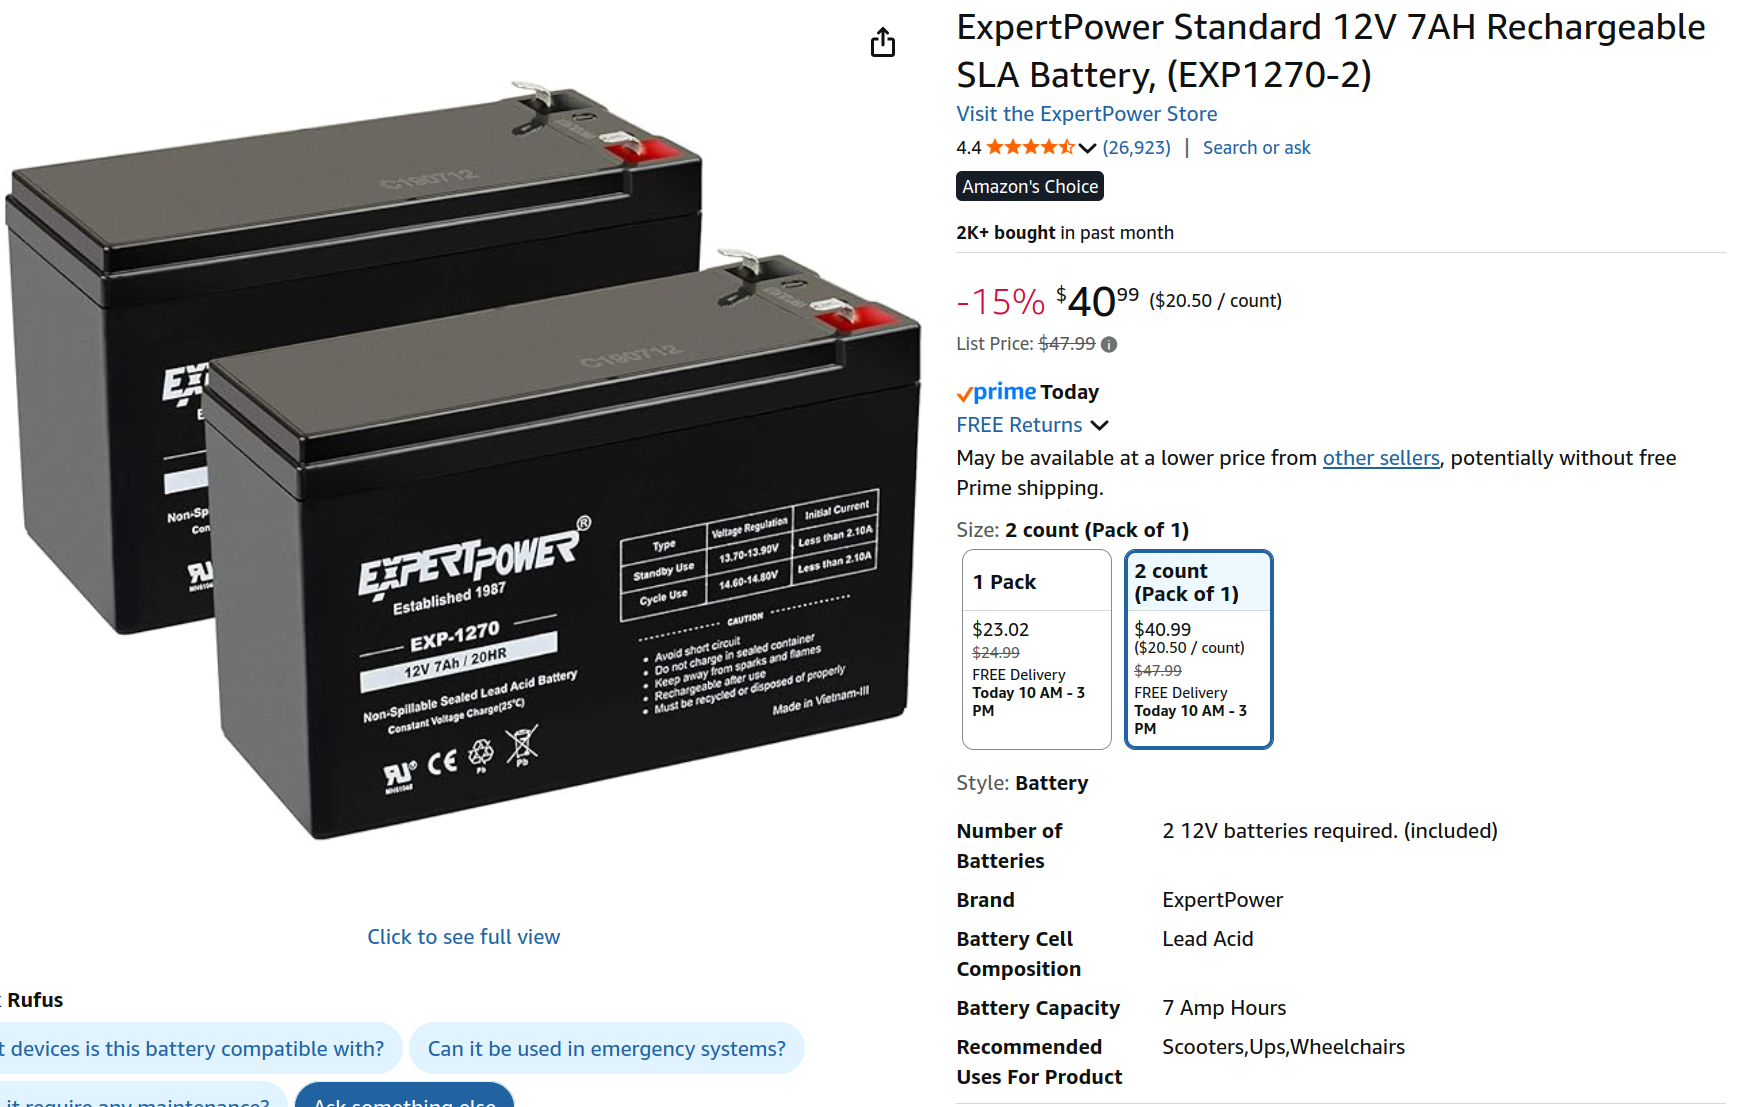 ExpertPower Standard 12V 7AH Rechargeable
SLA Battery, (EXP1270-2)
Visit the ExpertPower Store
4.4 (26,923) | Search or ask
Amazon's Choice
2K+ bought in past month
-15% $40.99 ($20.50 / count)
List Price: $47.99
prime Today
FREE Returns
May be available at a lower price from other sellers, potentially without free
Prime shipping.
Size: 2 count (Pack of 1)
1 Pack
$23.02
$24.99
FREE Delivery
Today 10 AM - 3
PM
2 count
(Pack of 1)
$40.99
($20.50 / count)
$47.99
FREE Delivery
Today 10 AM - 3
PM
Style: Battery
Number of
Batteries
2 12V batteries required. (included)
Brand
ExpertPower
Battery Cell
Composition
Lead Acid
Battery Capacity
7 Amp Hours
Recommended
Uses For Product
Scooters,Ups,Wheelchairs
C190712
EX
E
Non-Sp
Con
C190712
EXPERTPOWER®
Established 1987
EXP-1270
12V 7Ah / 20HR
Non-Spillable Sealed Lead Acid Battery
Constant Voltage Charge(25°C)
CE
Pb
Pb
Type Voltage Regulation Initial Current
Standby Use 13.70-13.90V Less than 2.10A
Cycle Use 14.60-14.80V Less than 2.10A
CAUTION
• Avoid short circuit
• Do not charge in sealed container
• Keep away from sparks and flames
• Rechargeable after use
• Must be recycled or disposed of properly
Made in Vietnam-III
Click to see full view
Rufus
t devices is this battery compatible with?
Can it be used in emergency systems?
it require any maintenance?
Ask something else